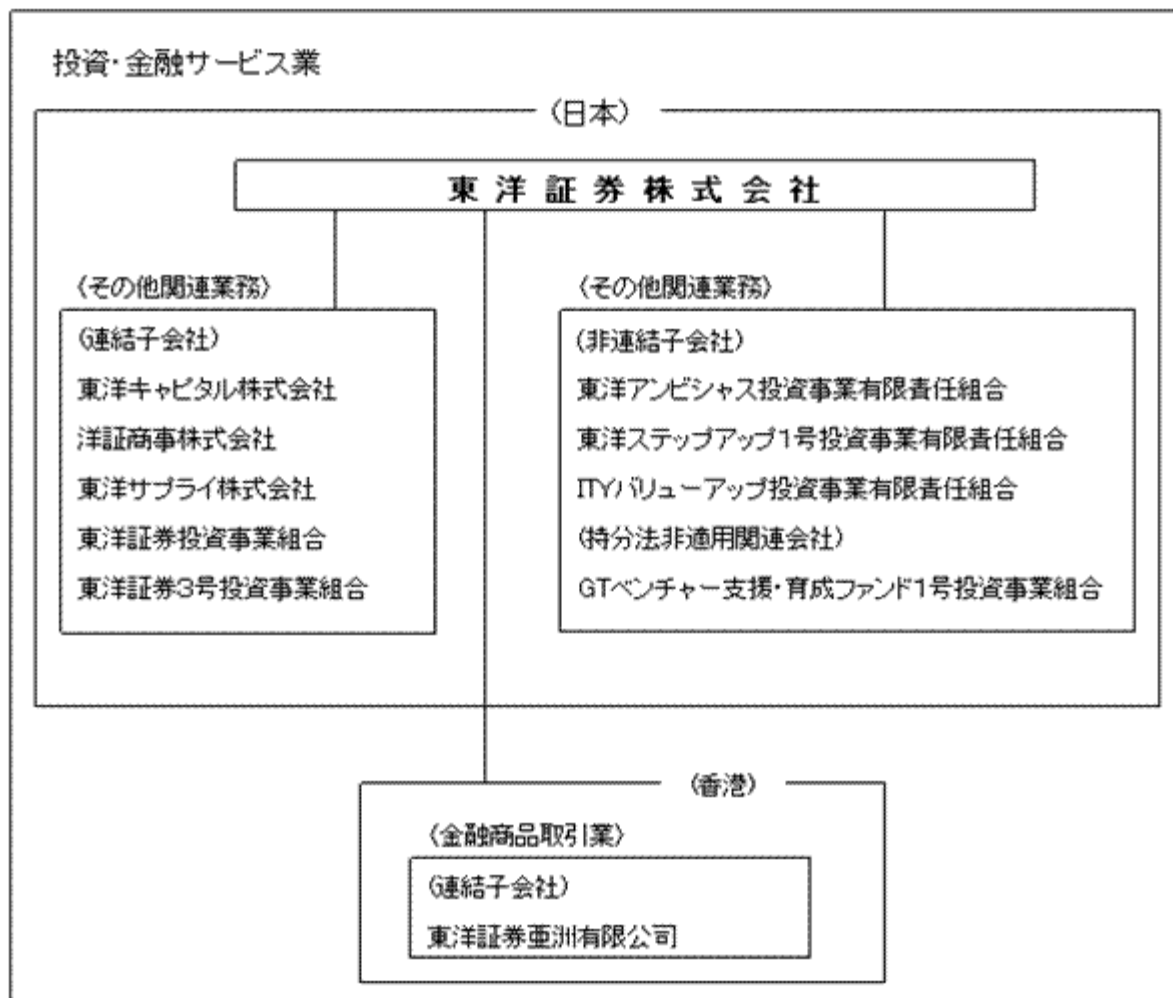 投資・金融サービス業
(日本)
東洋証券株式会社
〈その他関連業務〉
(連結子会社)
東洋キャピタル株式会社
洋証商事株式会社
東洋サプライ株式会社
東洋証券投資事業組合
東洋証券3号投資事業組合
〈その他関連業務〉
(非連結子会社)
東洋アンビシャス投資事業有限責任組合
東洋ステップアップ1号投資事業有限責任組合
ITYバリューアップ投資事業有限責任組合
(持分法非適用関連会社)
GTベンチャー支援・育成ファンド1号投資事業組合
(香港)
〈金融商品取引業〉
(連結子会社)
東洋証券亜洲有限公司